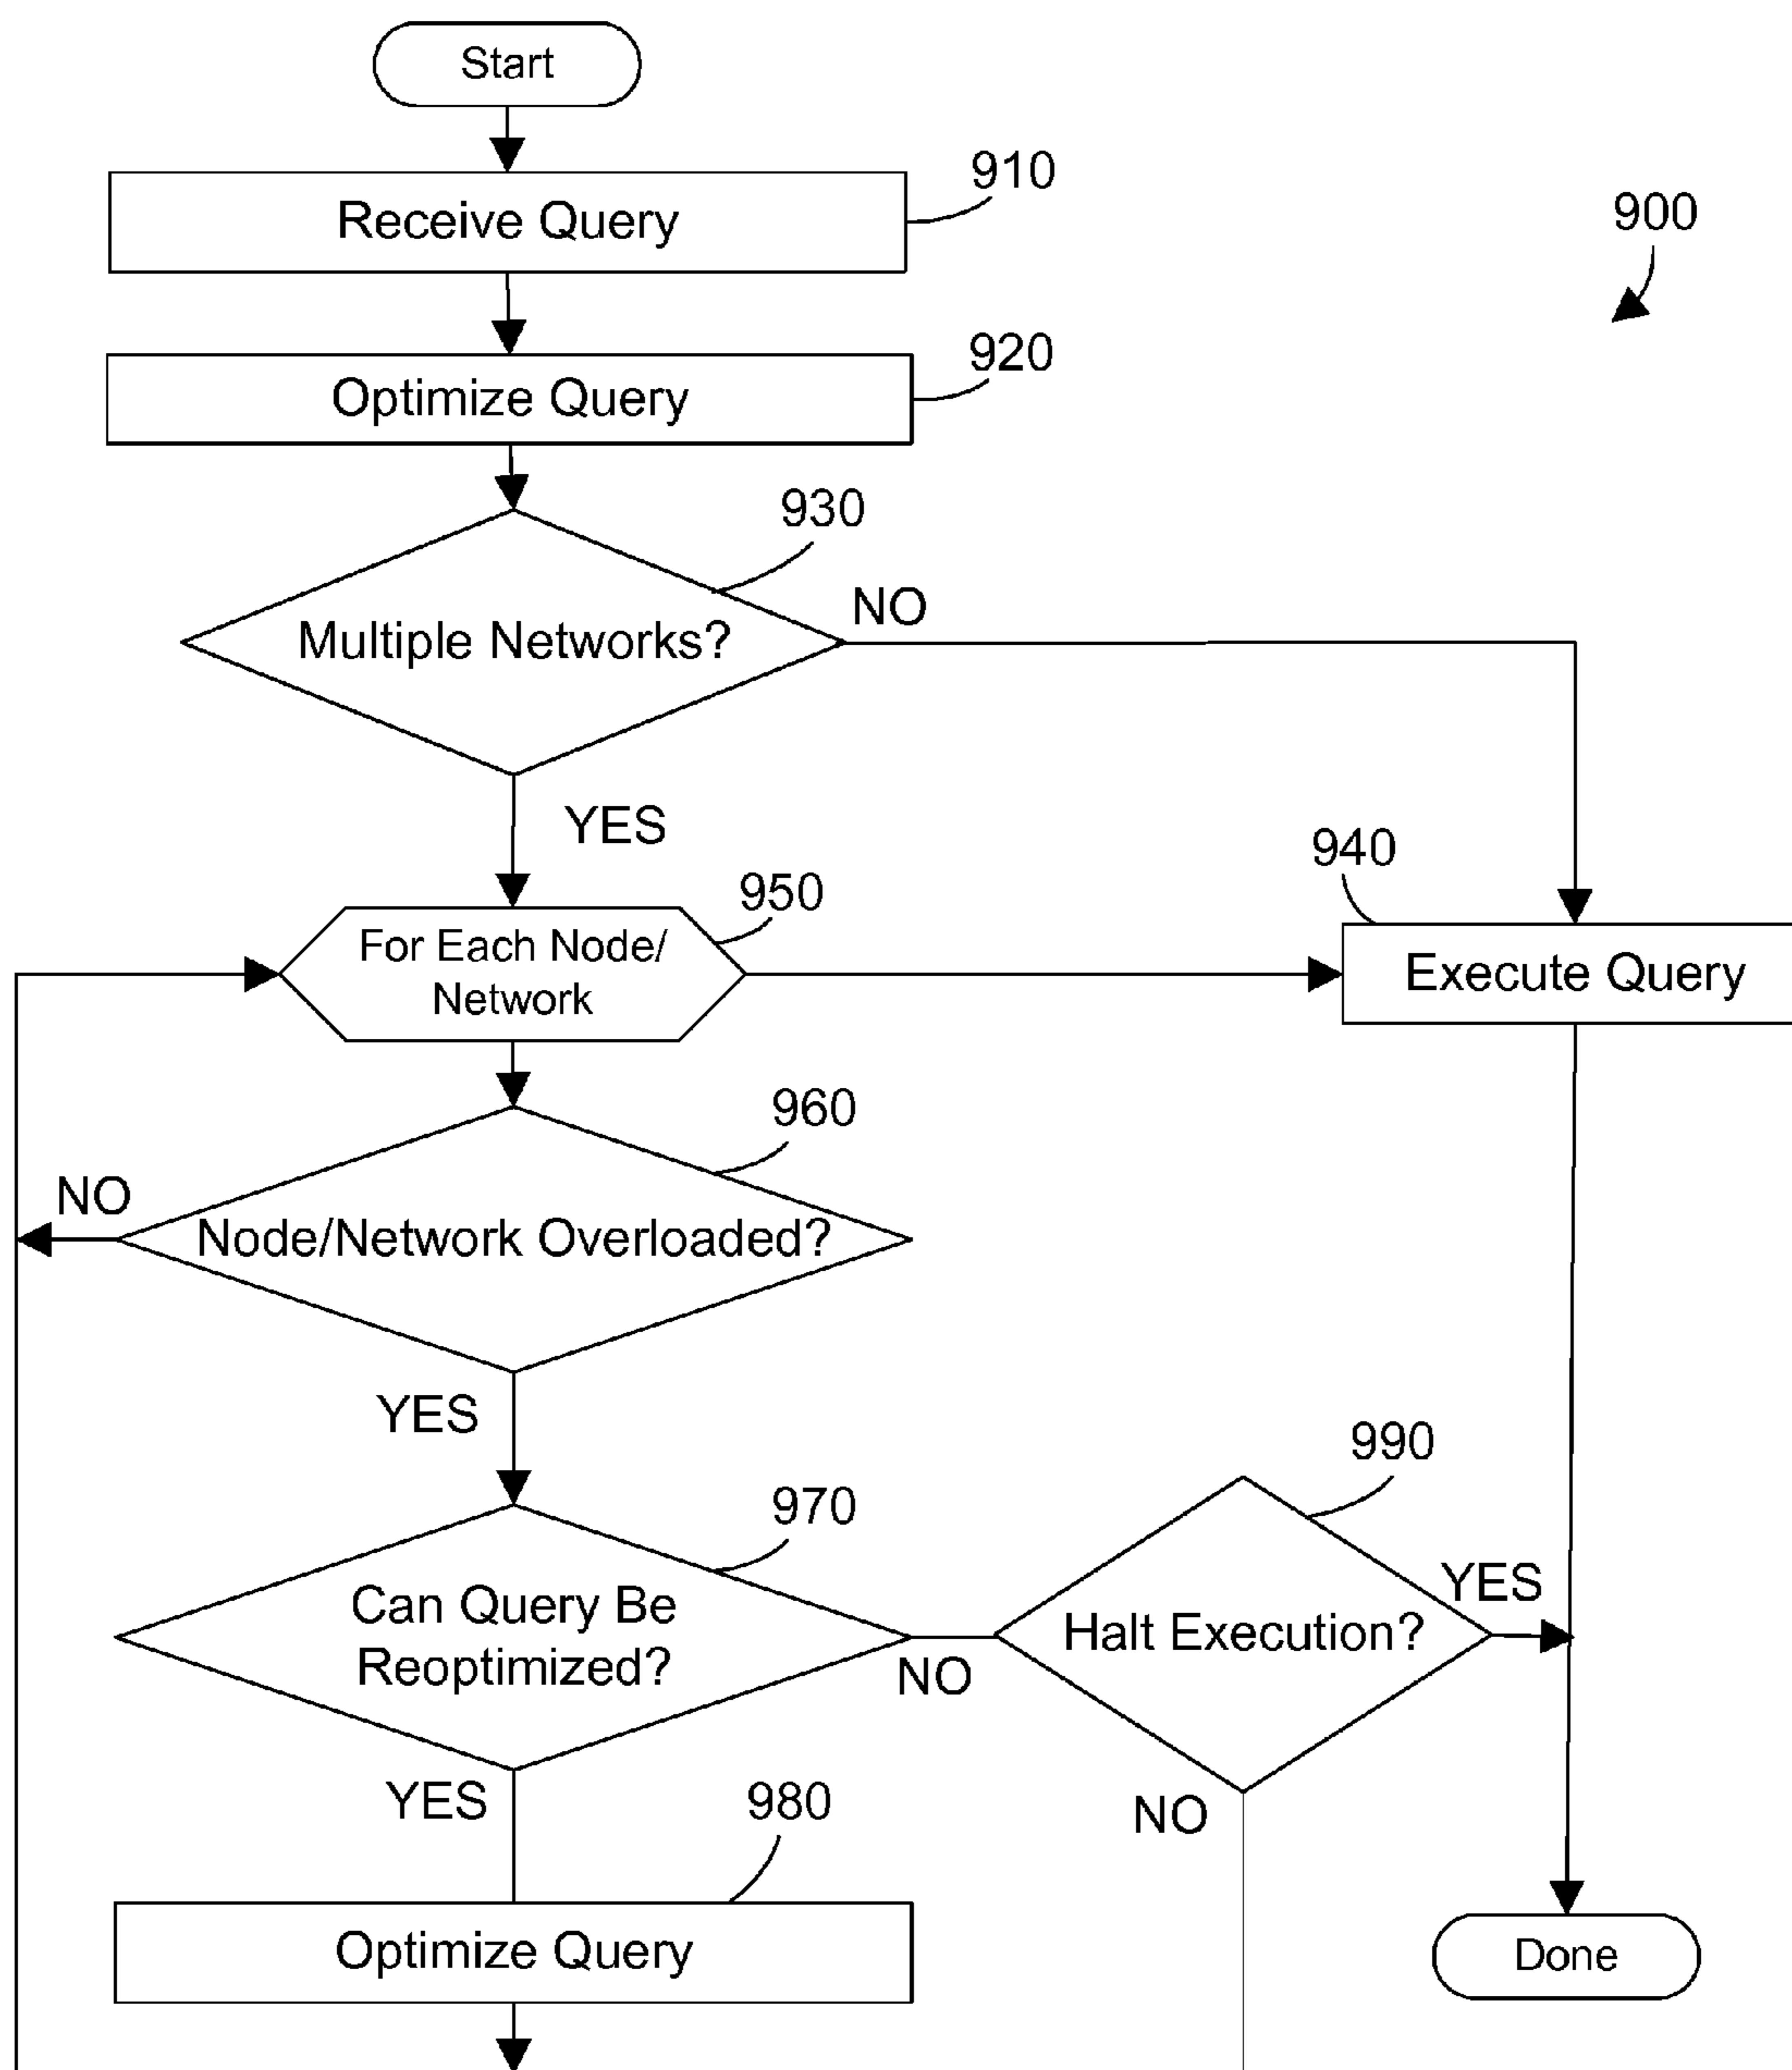 Start
910
Receive Query
900
920
Optimize Query
930
NO
Multiple Networks?
YES
940
950
For Each Node/
Network
Execute Query
960
NO
Node/Network Overloaded?
YES
990
970
YES
Can Query Be
Reoptimized?
Halt Execution?
NO
YES
980
NO
Optimize Query
Done